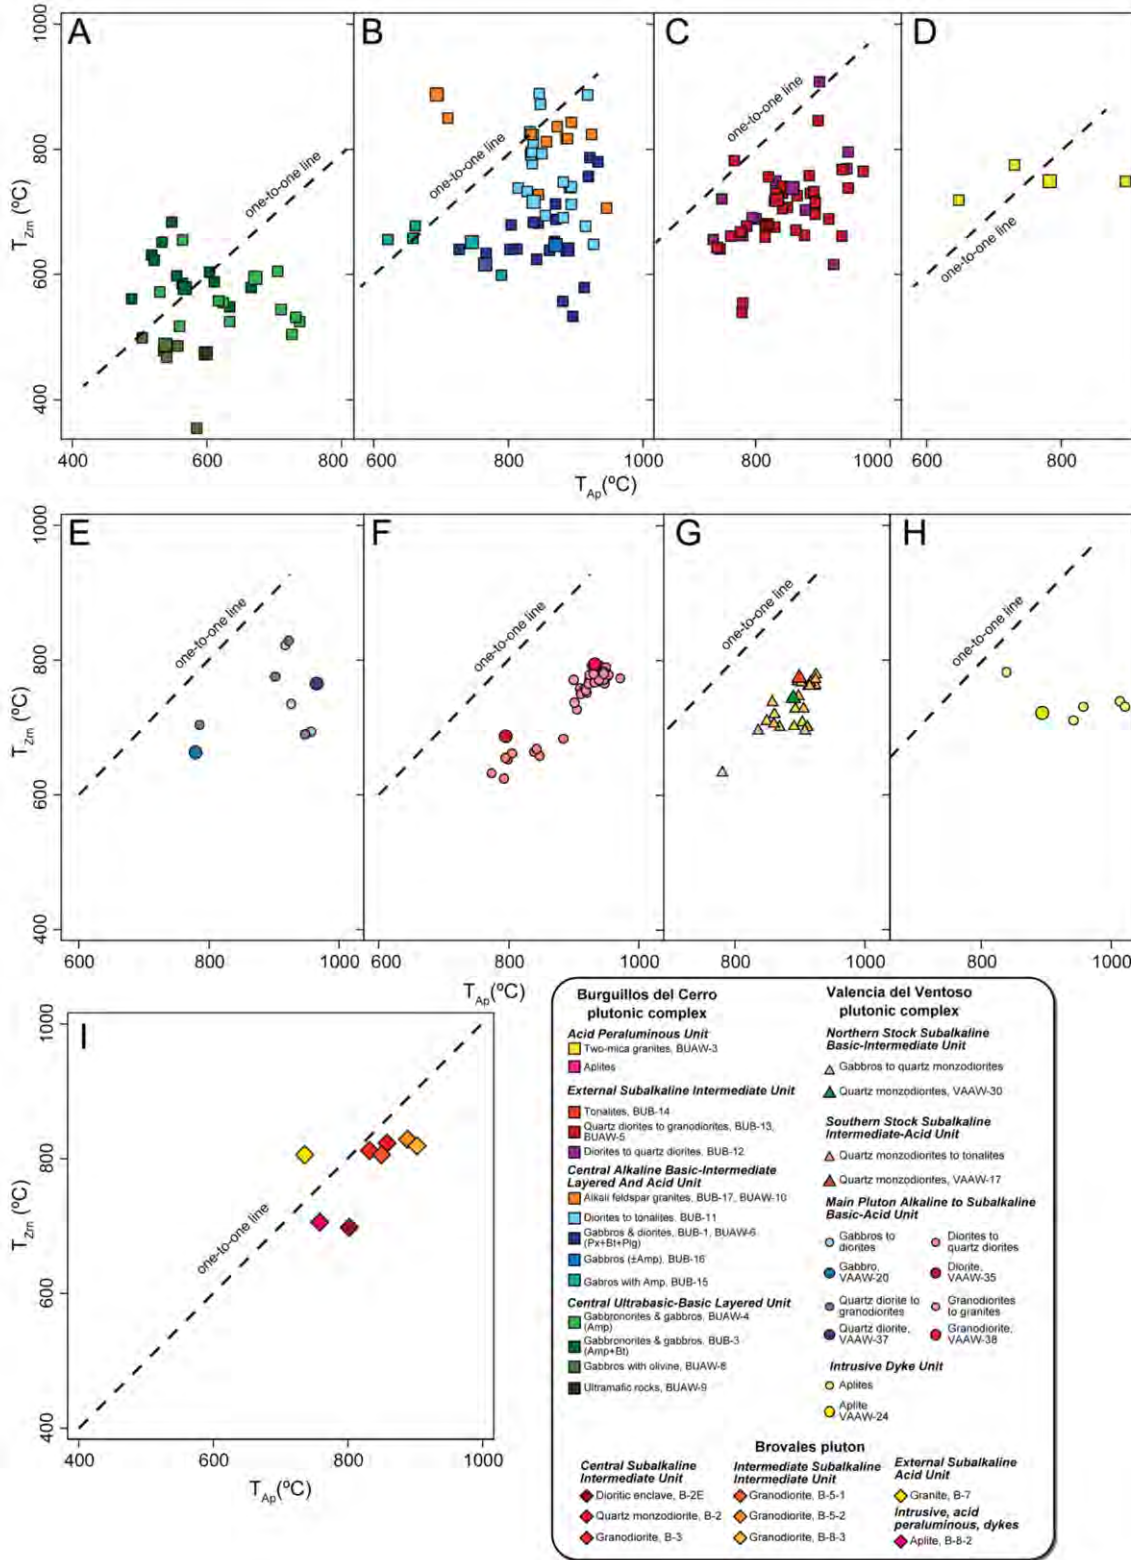 A
B
C
D
1000
800
600
400
T_Zrn (ºC)
one-to-one line
one-to-one line
one-to-one line
one-to-one line
400
600
800
600
800
1000
800
1000
600
800
T_Ap(ºC)
E
F
G
H
1000
800
600
400
T_Zrn (ºC)
one-to-one line
one-to-one line
one-to-one line
one-to-one line
600
800
1000
600
800
1000
800
1000
800
1000
T_Ap(ºC)
I
1000
800
600
400
T_Zrn (ºC)
one-to-one line
400
600
800
1000
T_Ap(ºC)
Burguillos del Cerro
plutonic complex
Acid Peraluminous Unit
Two-mica granites, BUAW-3
Aplites
External Subalkaline Intermediate Unit
Tonalites, BUB-14
Quartz diorites to granodiorites, BUB-13,
BUAW-5
Diorites to quartz diorites, BUB-12
Central Alkaline Basic-Intermediate
Layered And Acid Unit
Alkali feldspar granites, BUB-17, BUAW-10
Diorites to tonalites, BUB-11
Gabbros & diorites, BUB-1, BUAW-6
(Px+Bt+Plg)
Gabbros (±Amp), BUB-16
Gabros with Amp, BUB-15
Central Ultrabasic-Basic Layered Unit
Gabbronorites & gabbros, BUAW-4
(Amp)
Gabbronorites & gabbros, BUB-3
(Amp+Bt)
Gabbros with olivine, BUAW-8
Ultramafic rocks, BUAW-9
Valencia del Ventoso
plutonic complex
Northern Stock Subalkaline
Basic-Intermediate Unit
Gabbros to quartz monzodiorites
Quartz monzodiorites, VAAW-30
Southern Stock Subalkaline
Intermediate-Acid Unit
Quartz monzodiorites to tonalites
Quartz monzodiorites, VAAW-17
Main Pluton Alkaline to Subalkaline
Basic-Acid Unit
Gabbros to
diorites
Diorites to
quartz diorites
Gabbro,
VAAW-20
Diorite,
VAAW-35
Quartz diorite to
granodiorites
Granodiorites
to granites
Quartz diorite,
VAAW-37
Granodiorite,
VAAW-38
Intrusive Dyke Unit
Aplites
Aplite
VAAW-24
Brovales pluton
Central Subalkaline
Intermediate Unit
Dioritic enclave, B-2E
Quartz monzodiorite, B-2
Granodiorite, B-3
Intermediate Subalkaline
Intermediate Unit
Granodiorite, B-5-1
Granodiorite, B-5-2
Granodiorite, B-8-3
External Subalkaline
Acid Unit
Granite, B-7
Intrusive, acid
peraluminous, dykes
Aplite, B-8-2